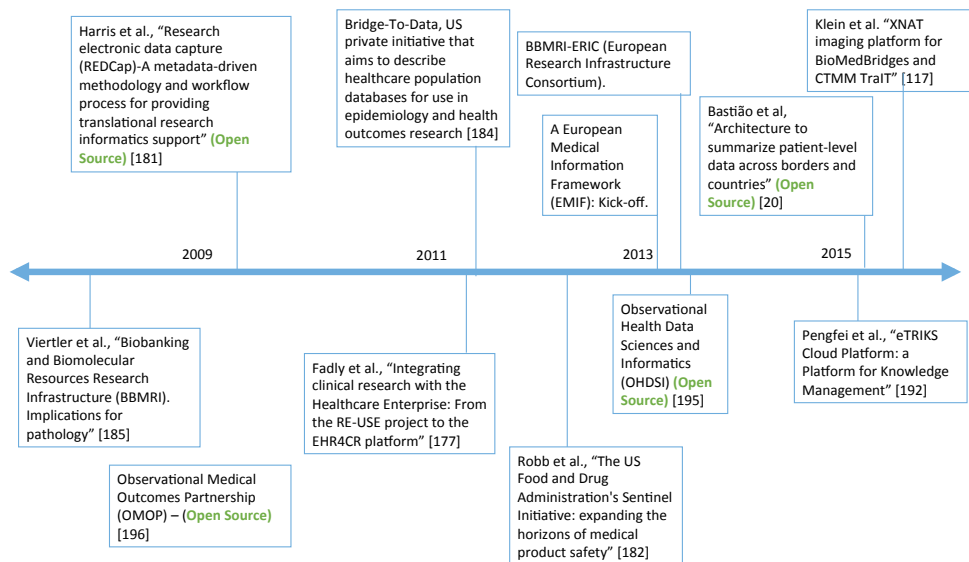 Harris et al., “Research
electronic data capture
(REDCap)-A metadata-driven
methodology and workflow
process for providing
translational research
informatics support” (Open
Source) [181]
Bridge-To-Data, US
private initiative that
aims to describe
healthcare population
databases for use in
epidemiology and health
outcomes research [184]
BBMRI-ERIC (European
Research Infrastructure
Consortium).
A European
Medical
Information
Framework
(EMIF): Kick-off.
Klein et al. “XNAT
imaging platform for
BioMedBridges and
CTMM TraIT” [117]
Bastião et al,
“Architecture to
summarize patient-level
data across borders and
countries” (Open
Source) [20]
2009
2011
2013
2015
Viertler et al., “Biobanking
and Biomolecular
Resources Research
Infrastructure (BBMRI).
Implications for
pathology” [185]
Observational Medical
Outcomes Partnership
(OMOP) – (Open Source)
[196]
Fadly et al., “Integrating
clinical research with the
Healthcare Enterprise: From
the RE-USE project to the
EHR4CR platform” [177]
Robb et al., “The US
Food and Drug
Administration's Sentinel
Initiative: expanding the
horizons of medical
product safety” [182]
Observational
Health Data
Sciences and
Informatics
(OHDSI) (Open
Source) [195]
Pengfei et al., “eTRIKS
Cloud Platform: a
Platform for Knowledge
Management” [192]